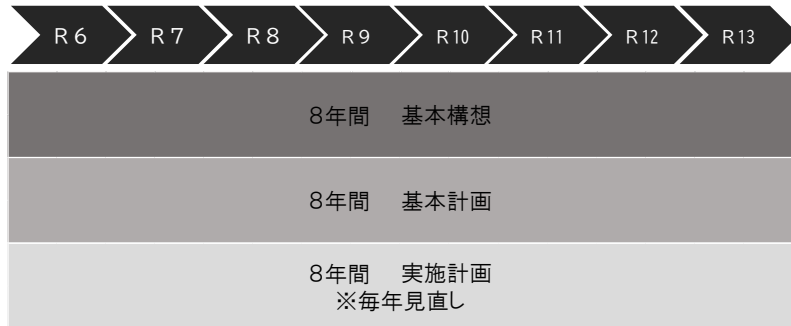 R6 R7 R8 R9 R10 R11 R12 R13
8年間 基本構想
8年間 基本計画
8年間 実施計画
※毎年見直し